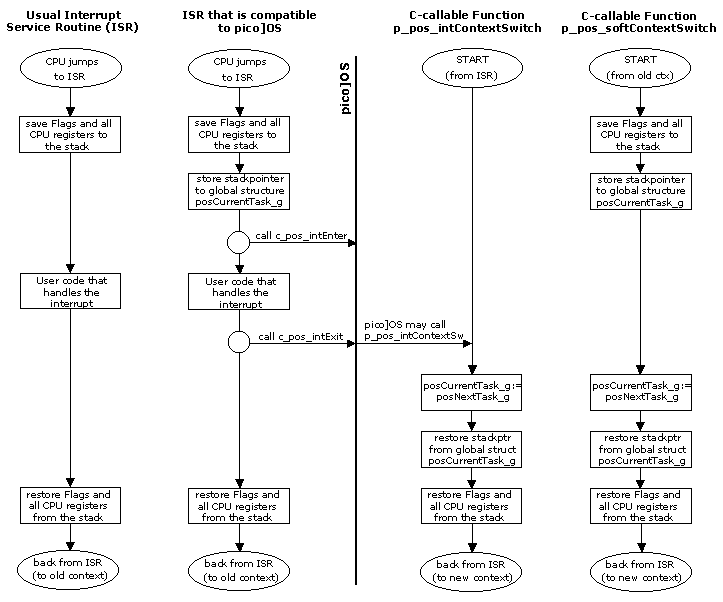 Usual Interrupt
Service Routine (ISR)
CPU jumps
to ISR
save Flags and all
CPU registers to
the stack
User code that
handles the
interrupt
restore Flags and
all CPU registers
from the stack
back from ISR
(to old context)
ISR that is compatible
to pico]OS
CPU jumps
to ISR
save Flags and all
CPU registers to
the stack
store stackpointer
to global structure
posCurrentTask_g
call c_pos_intEnter
User code that
handles the
interrupt
call c_pos_intExit
restore Flags and
all CPU registers
from the stack
back from ISR
(to old context)
pico]OS
pico]OS may call
p_pos_intContextSw
C-callable Function
p_pos_intContextSwitch
START
(from ISR)
posCurrentTask_g:=
posNextTask_g
restore stackptr
from global struct
posCurrentTask_g
restore Flags and
all CPU registers
from the stack
back from ISR
(to new context)
C-callable Function
p_pos_softContextSwitch
START
(from old ctx)
save Flags and all
CPU registers to
the stack
store stackpointer
to global structure
posCurrentTask_g
posCurrentTask_g:=
posNextTask_g
restore stackptr
from global struct
posCurrentTask_g
restore Flags and
all CPU registers
from the stack
back from ISR
(to new context)